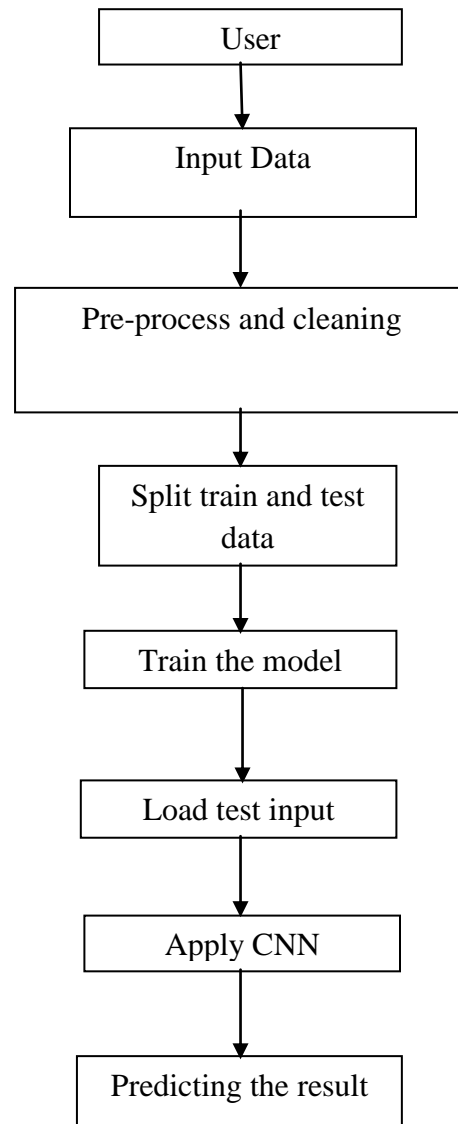 User
Input Data
Pre-process and cleaning
Split train and test
data
Train the model
Load test input
Apply CNN
Predicting the result